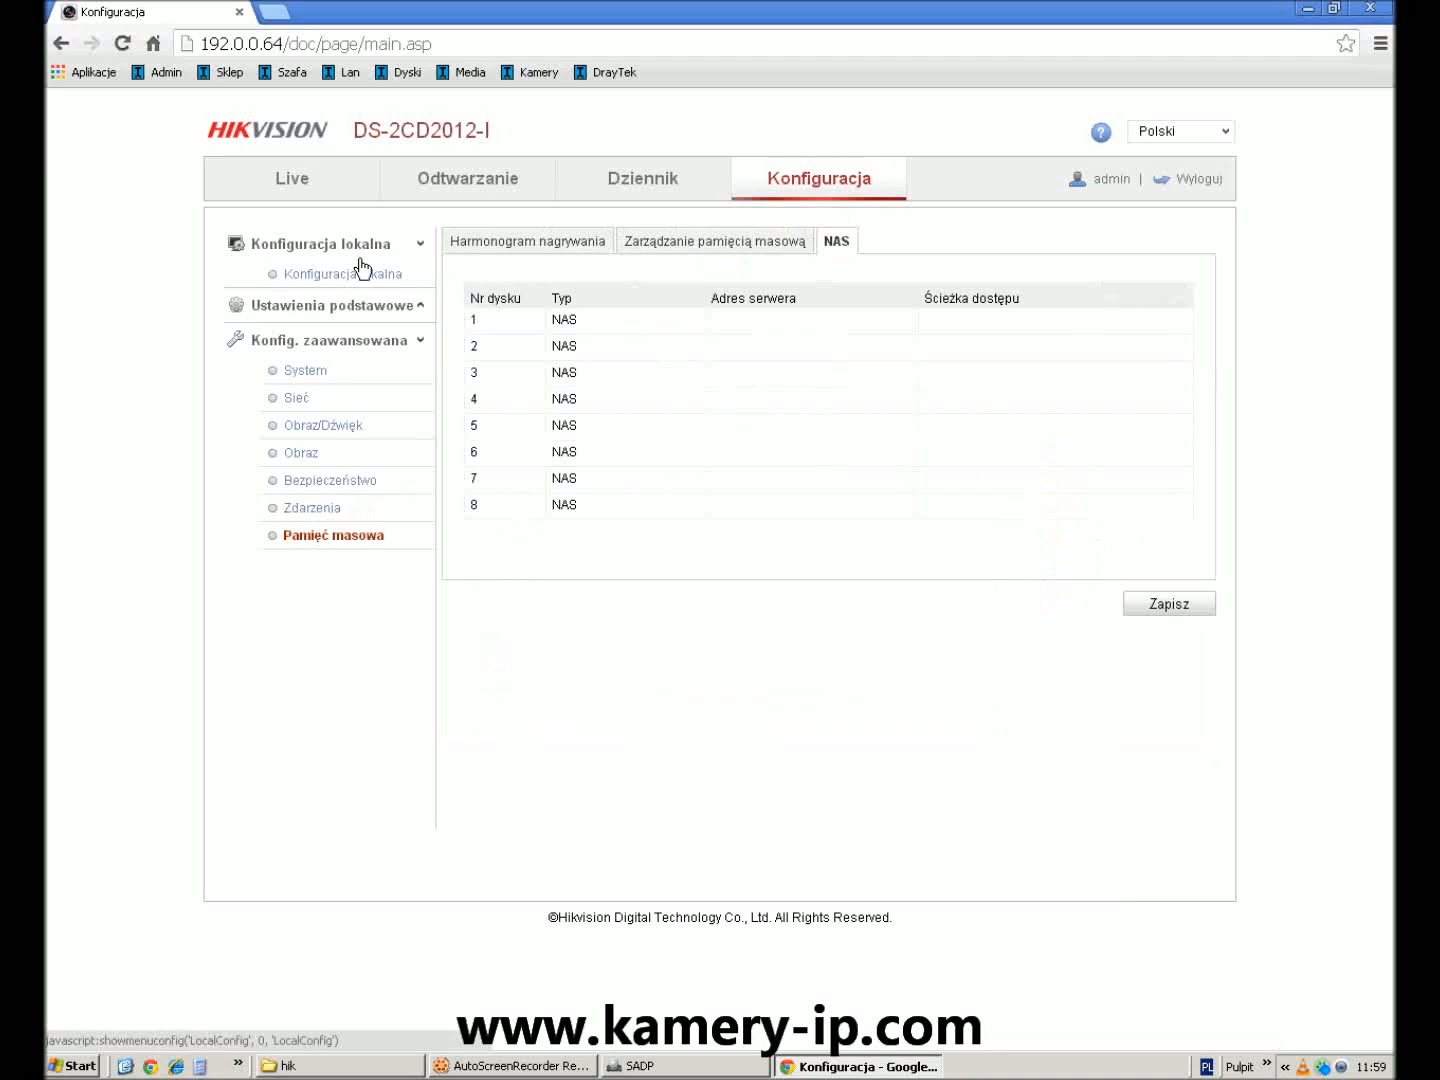 Konfiguracja
192.0.0.64/doc/page/main.asp
Aplikacje Admin Sklep Szafa Lan Dyski Media Kamery DrayTek
HIKVISION DS-2CD2012-I
? Polski
Live Odtwarzanie Dziennik Konfiguracja admin | Wyloguj
Konfiguracja lokalna
Konfiguracja
Ustawienia podstawowe
Konfig. zaawansowana
System
Sieć
Obraz/Dźwięk
Obraz
Bezpieczeństwo
Zdarzenia
Pamięć masowa
Harmonogram nagrywania Zarządzanie pamięcią masową NAS
Nr dysku Typ Adres serwera Ścieżka dostępu
1 NAS
2 NAS
3 NAS
4 NAS
5 NAS
6 NAS
7 NAS
8 NAS
Zapisz
©Hikvision Digital Technology Co., Ltd. All Rights Reserved.
www.kamery-ip.com
javascript:showmenuconfig('LocalConfig', 0, 'LocalConfig')
Start » hik AutoScreenRecorder Re... SADP Konfiguracja - Google... PL Pulpit » « 11:59